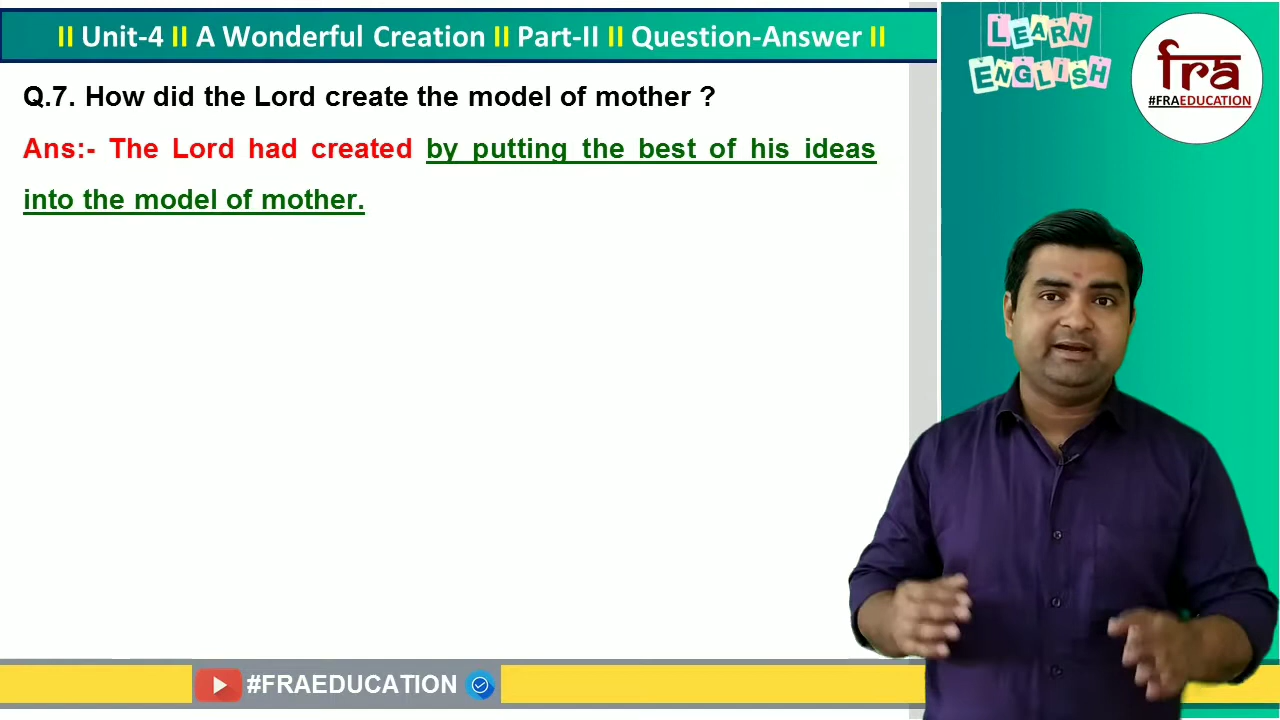 II Unit-4 II A Wonderful Creation II Part-II II Question-Answer II
LEARN
ENGLISH
fra
#FRAEDUCATION
Q.7. How did the Lord create the model of mother ?
Ans:- The Lord had created by putting the best of his ideas
into the model of mother.
#FRAEDUCATION